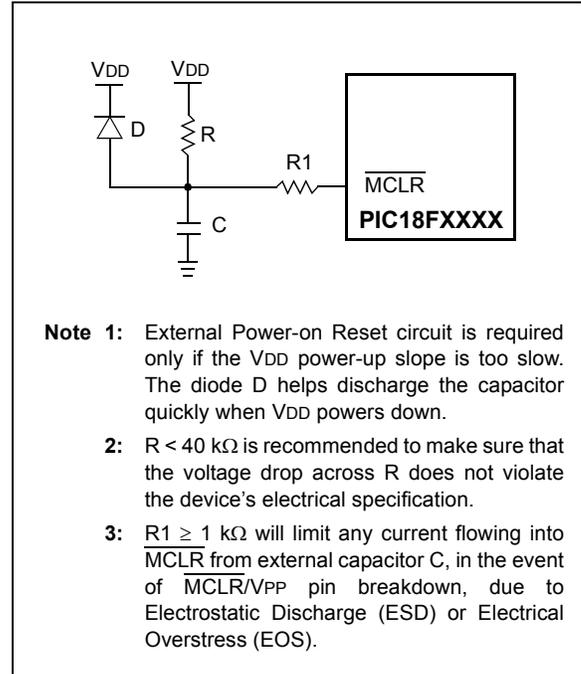 VDD VDD
D
R
R1
C
MCLR
PIC18FXXXX
Note 1: External Power-on Reset circuit is required
only if the VDD power-up slope is too slow.
The diode D helps discharge the capacitor
quickly when VDD powers down.
2: R < 40 kΩ is recommended to make sure that
the voltage drop across R does not violate
the device's electrical specification.
3: R1 ≥ 1 kΩ will limit any current flowing into
MCLR from external capacitor C, in the event
of MCLR/VPP pin breakdown, due to
Electrostatic Discharge (ESD) or Electrical
Overstress (EOS).